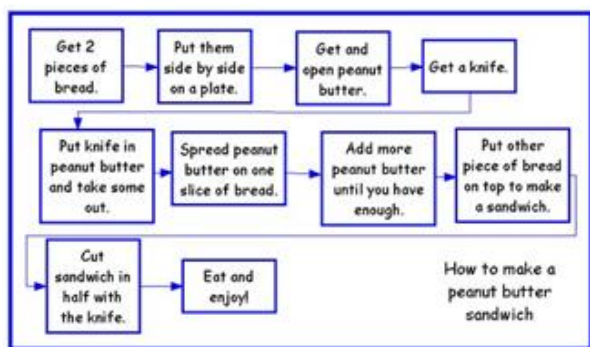 Get 2
pieces of
bread.
Put them
side by side
on a plate.
Get and
open peanut
butter.
Get a knife.
Put knife in
peanut butter
and take some
out.
Spread peanut
butter on one
slice of bread.
Add more
peanut butter
until you have
enough.
Put other
piece of bread
on top to make
a sandwich.
Cut
sandwich in
half with
the knife.
Eat and
enjoy!
How to make a
peanut butter
sandwich